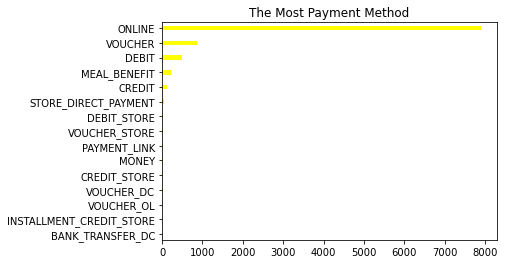 The Most Payment Method
ONLINE
VOUCHER
DEBIT
MEAL_BENEFIT
CREDIT
STORE_DIRECT_PAYMENT
DEBIT_STORE
VOUCHER_STORE
PAYMENT_LINK
MONEY
CREDIT_STORE
VOUCHER_DC
VOUCHER_OL
INSTALLMENT_CREDIT_STORE
BANK_TRANSFER_DC
0 1000 2000 3000 4000 5000 6000 7000 8000